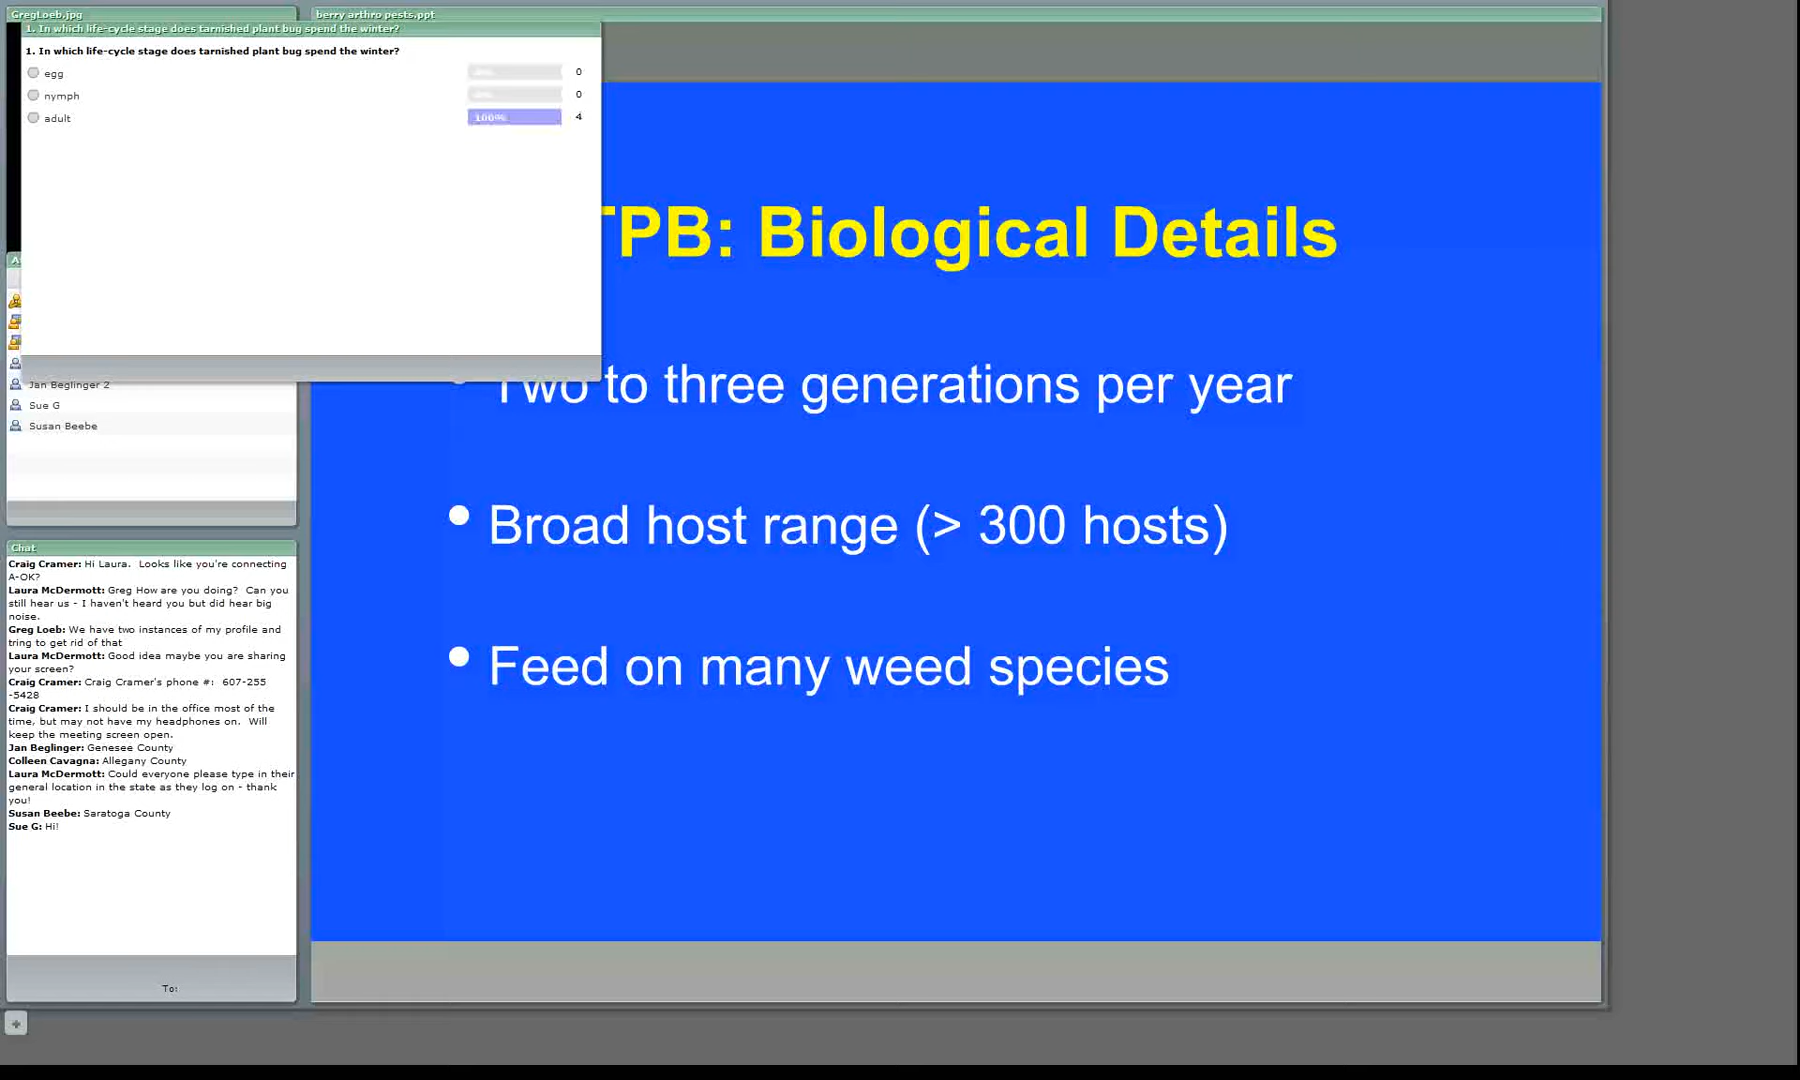 GregLoeb.jpg
berry arthro pests.ppt
1. In which life-cycle stage does tarnished plant bug spend the winter?
1. In which life-cycle stage does tarnished plant bug spend the winter?
egg 0
nymph 0
adult 100% 4
Jan Beglinger 2
Sue G
Susan Beebe
Chat
Craig Cramer: Hi Laura. Looks like you're connecting
A-OK?
Laura McDermott: Greg How are you doing? Can you
still hear us - I haven't heard you but did hear big
noise.
Greg Loeb: We have two instances of my profile and
tring to get rid of that
Laura McDermott: Good idea maybe you are sharing
your screen?
Craig Cramer: Craig Cramer's phone #: 607-255
-5428
Craig Cramer: I should be in the office most of the
time, but may not have my headphones on. Will
keep the meeting screen open.
Jan Beglinger: Genesee County
Colleen Cavagna: Allegany County
Laura McDermott: Could everyone please type in their
general location in the state as they log on - thank
you!
Susan Beebe: Saratoga County
Sue G: Hi!
To:
TPB: Biological Details
• Two to three generations per year
• Broad host range (> 300 hosts)
• Feed on many weed species